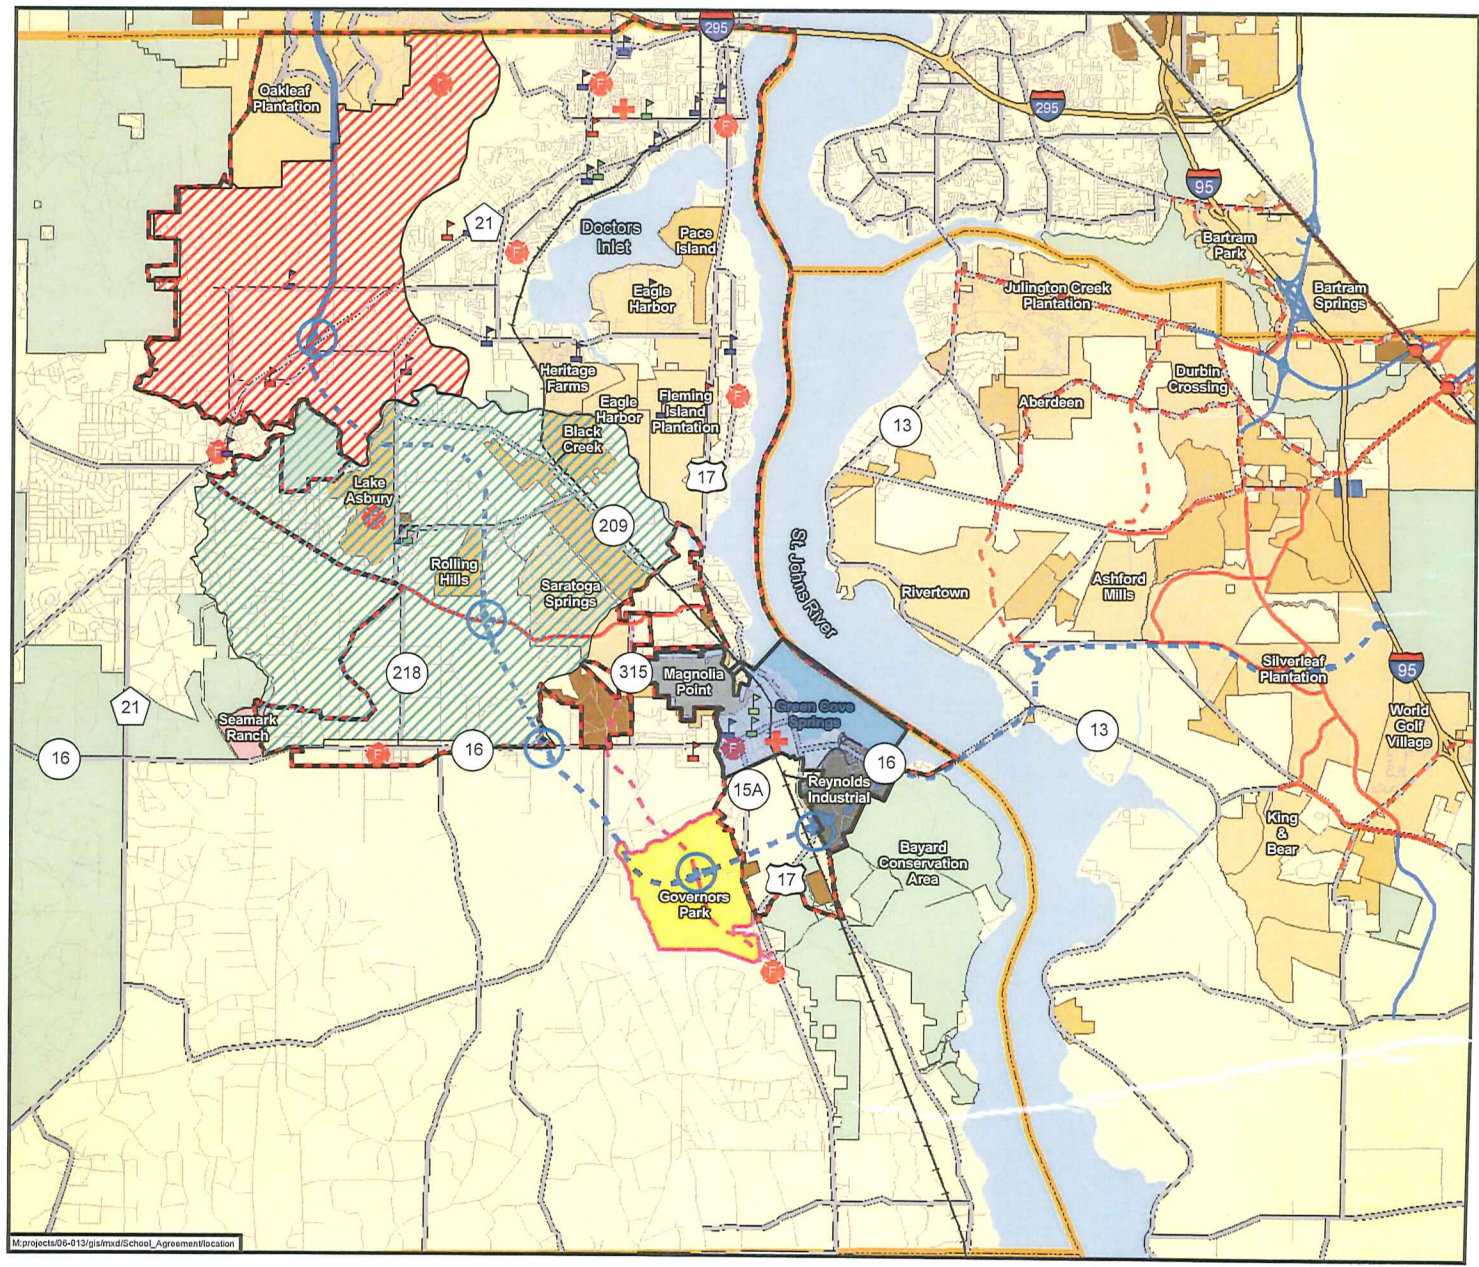 295
Oakleaf
Plantation
F
F
F
295
95
21
Doctors
Inlet
Pace
Island
F
Bartram
Park
Eagle
Harbor
Julington Creek
Plantation
Bartram
Springs
Heritage
Farms
Durbin
Crossing
Eagle
Harbor
Fleming
Island
Plantation
F
Aberdeen
Black
Creek
13
F
17
Lake
Asbury
F
209
St. Johns River
Rolling
Hills
Saratoga
Springs
Rivertown
Ashford
Mills
218
315
Magnolia
Point
Silverleaf
Plantation
95
21
Seamark
Ranch
Green Cove
Springs
World
Golf
Village
16
F
16
F
16
13
15A
Reynolds
Industrial
King
&
Bear
Bayard
Conservation
Area
17
Governors
Park
F
M:projects/06-013/gis/mxd/School_Agreement/location